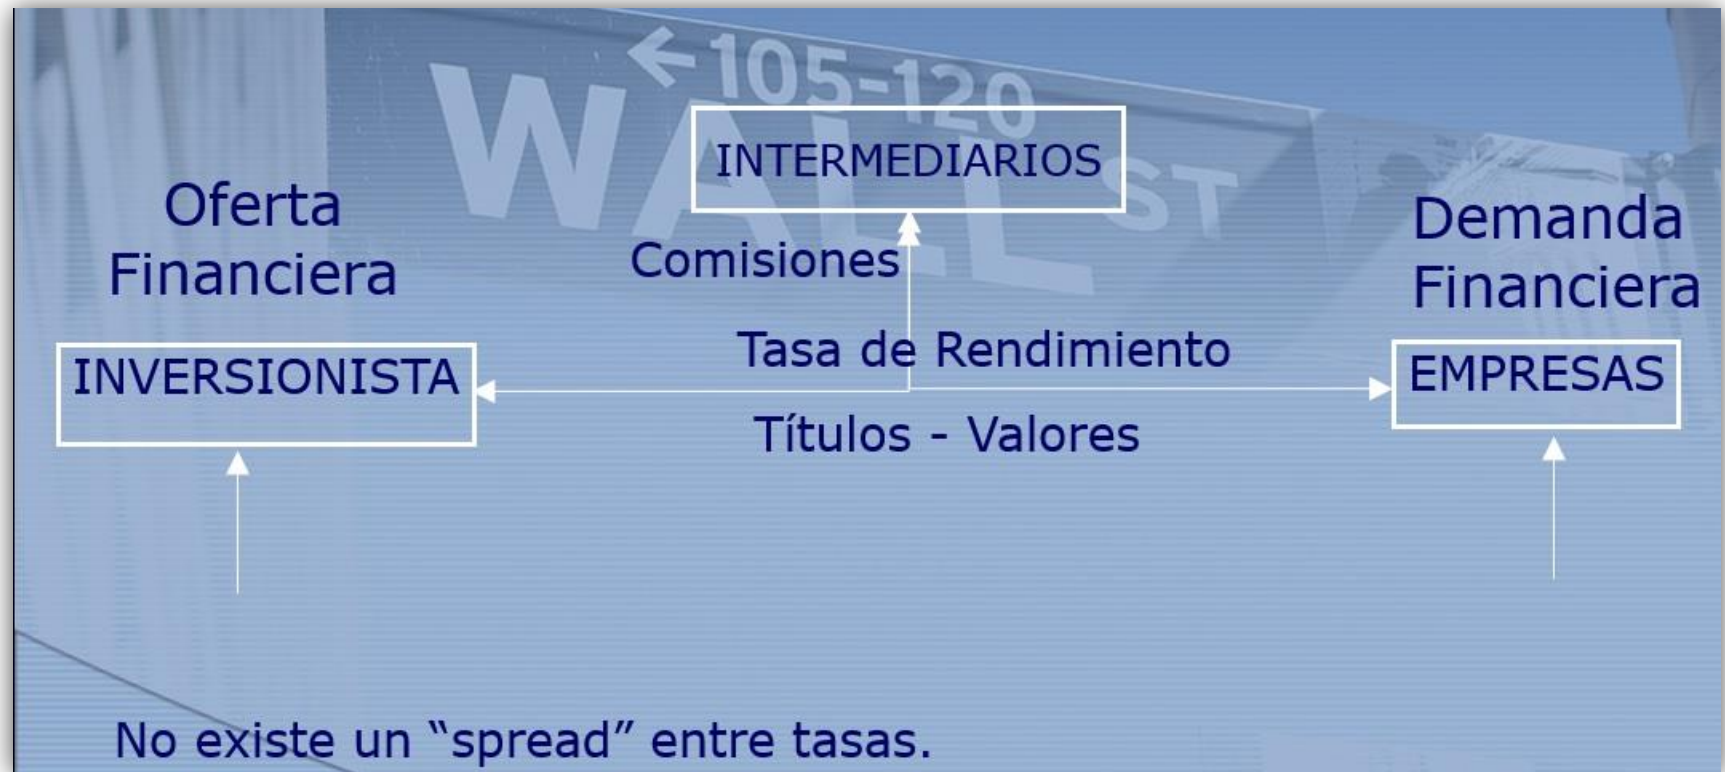 ←105-120
WALL ST
INTERMEDIARIOS
Oferta
Financiera
Demanda
Financiera
Comisiones
Tasa de Rendimiento
INVERSIONISTA
EMPRESAS
Títulos - Valores
No existe un “spread” entre tasas.